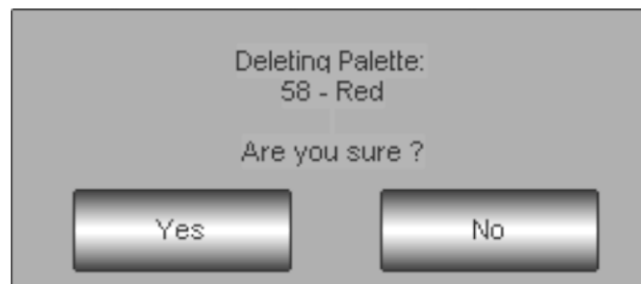 Deleting Palette:
58 - Red
Are you sure ?
Yes
No